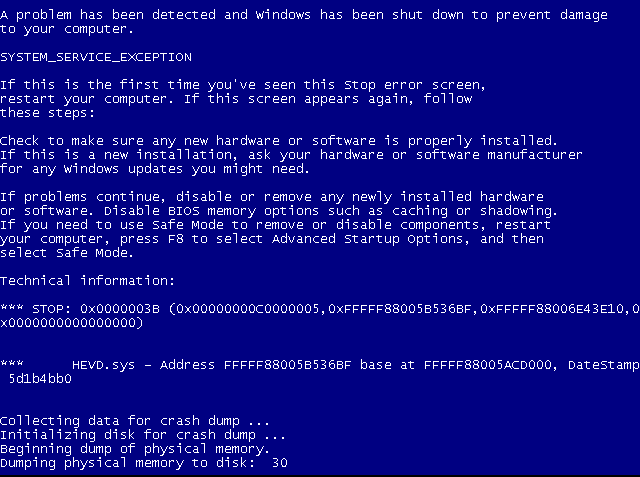 A problem has been detected and Windows has been shut down to prevent damage
to your computer.
SYSTEM_SERVICE_EXCEPTION
If this is the first time you've seen this Stop error screen,
restart your computer. If this screen appears again, follow
these steps:
Check to make sure any new hardware or software is properly installed.
If this is a new installation, ask your hardware or software manufacturer
for any Windows updates you might need.
If problems continue, disable or remove any newly installed hardware
or software. Disable BIOS memory options such as caching or shadowing.
If you need to use Safe Mode to remove or disable components, restart
your computer, press F8 to select Advanced Startup Options, and then
select Safe Mode.
Technical information:
*** STOP: 0x0000003B (0x00000000C0000005,0xFFFFF88005B536BF,0xFFFFF88006E43E10,0
x0000000000000000)
*** HEVD.sys - Address FFFFF88005B536BF base at FFFFF88005ACD000, DateStamp
5d1b4bb0
Collecting data for crash dump ...
Initializing disk for crash dump ...
Beginning dump of physical memory.
Dumping physical memory to disk: 30